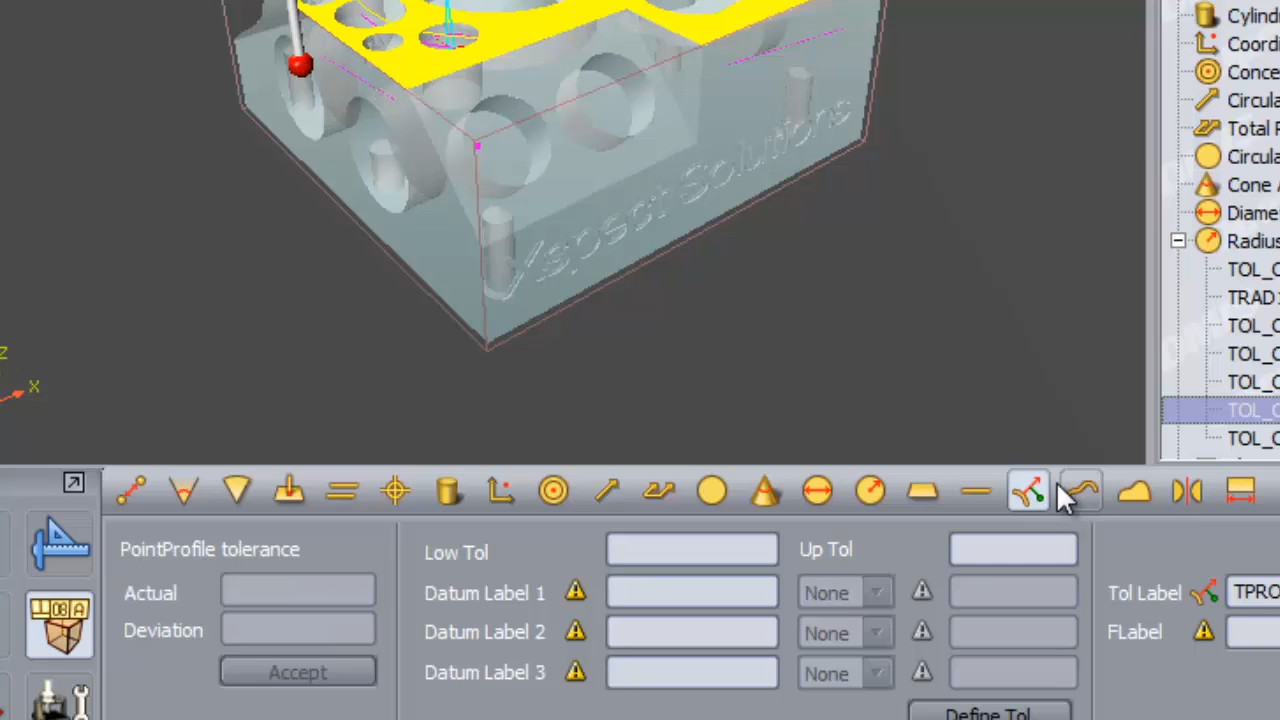 Cylind
Coordi
Conce
Circula
Total F
Circula
Cone A
Diame
Radius
TOL_C
TRAD1
TOL_C
TOL_C
TOL_C
TOL_C
TOL_C
Solutions
Z
X
PointProfile tolerance
Actual
Deviation
Accept
Low Tol
Up Tol
Datum Label 1
None
Datum Label 2
None
Datum Label 3
None
Define Tol
Tol Label
TPRO
FLabel